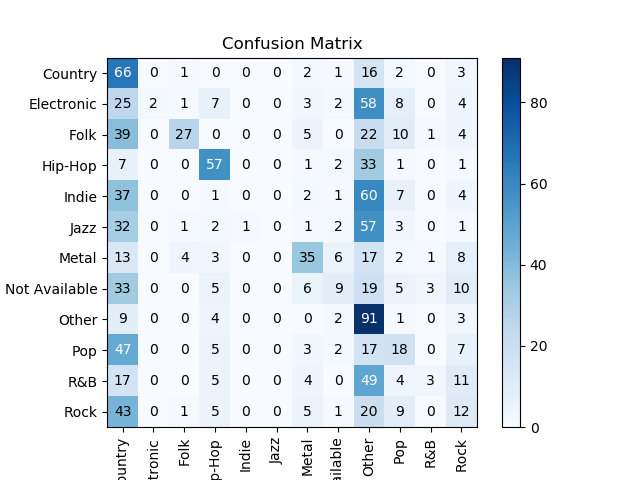 Confusion Matrix
Country 66 0 1 0 0 0 2 1 16 2 0 3
Electronic 25 2 1 7 0 0 3 2 58 8 0 4
Folk 39 0 27 0 0 0 5 0 22 10 1 4
Hip-Hop 7 0 0 57 0 0 1 2 33 1 0 1
Indie 37 0 0 1 0 0 2 1 60 7 0 4
Jazz 32 0 1 2 1 0 1 2 57 3 0 1
Metal 13 0 4 3 0 0 35 6 17 2 1 8
Not Available 33 0 0 5 0 0 6 9 19 5 3 10
Other 9 0 0 4 0 0 0 2 91 1 0 3
Pop 47 0 0 5 0 0 3 2 17 18 0 7
R&B 17 0 0 5 0 0 4 0 49 4 3 11
Rock 43 0 1 5 0 0 5 1 20 9 0 12
ountry tronic Folk p-Hop Indie Jazz Metal ailable Other Pop R&B Rock
80
60
40
20
0